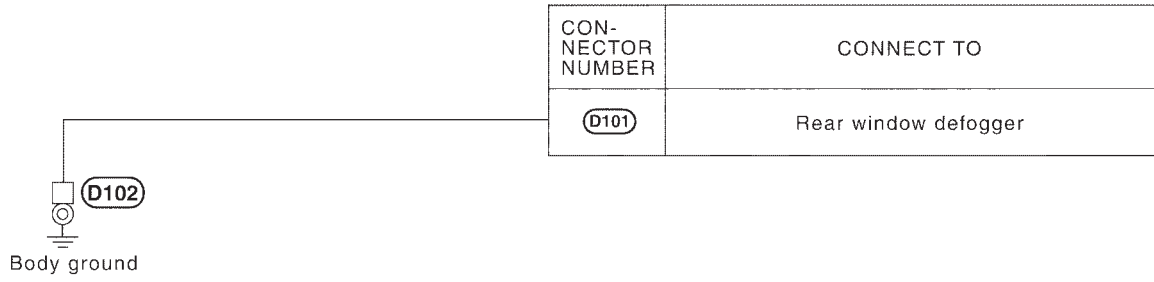 CON-
NECTOR
NUMBER
CONNECT TO
D101
Rear window defogger
D102
Body ground